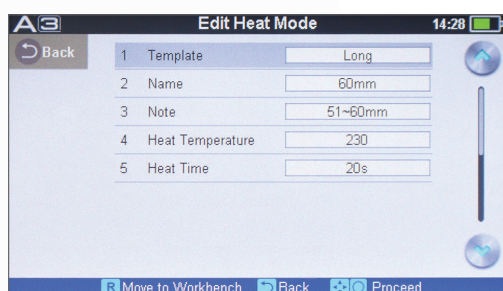 A3 Edit Heat Mode 14:28
Back
1 Template Long
2 Name 60mm
3 Note 51~60mm
4 Heat Temperature 230
5 Heat Time 20s
R Move to Workbench Back Proceed